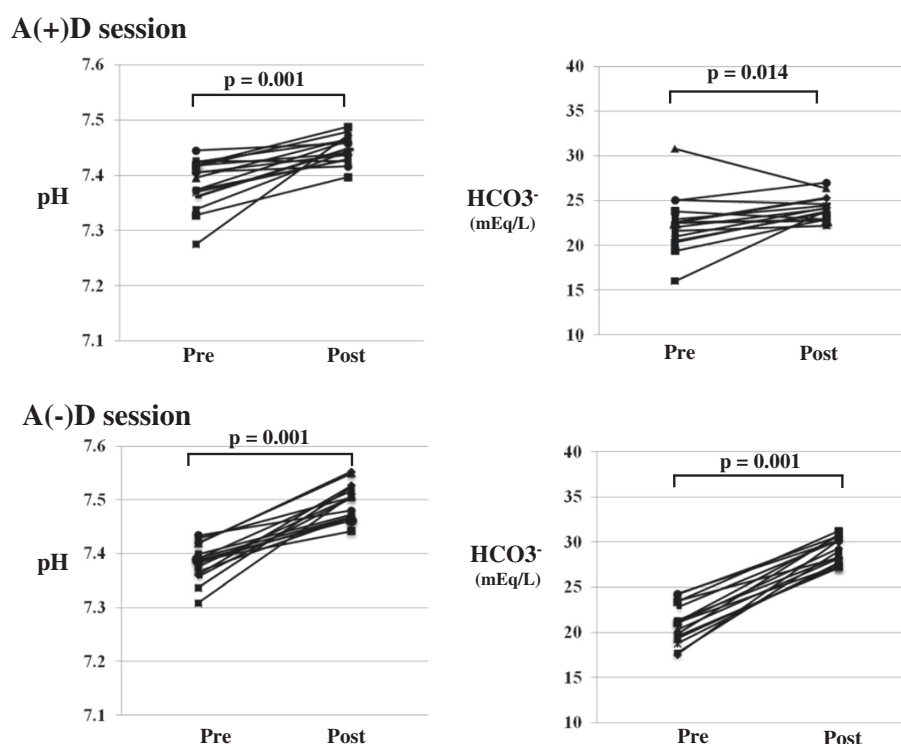 A(+)D session
7.6
7.5
7.4
7.3
7.2
7.1
pH
p = 0.001
Pre Post
40
35
30
25
20
15
10
HCO3-
(mEq/L)
p = 0.014
Pre Post
A(-)D session
7.6
7.5
7.4
7.3
7.2
7.1
pH
p = 0.001
Pre Post
40
35
30
25
20
15
10
HCO3-
(mEq/L)
p = 0.001
Pre Post